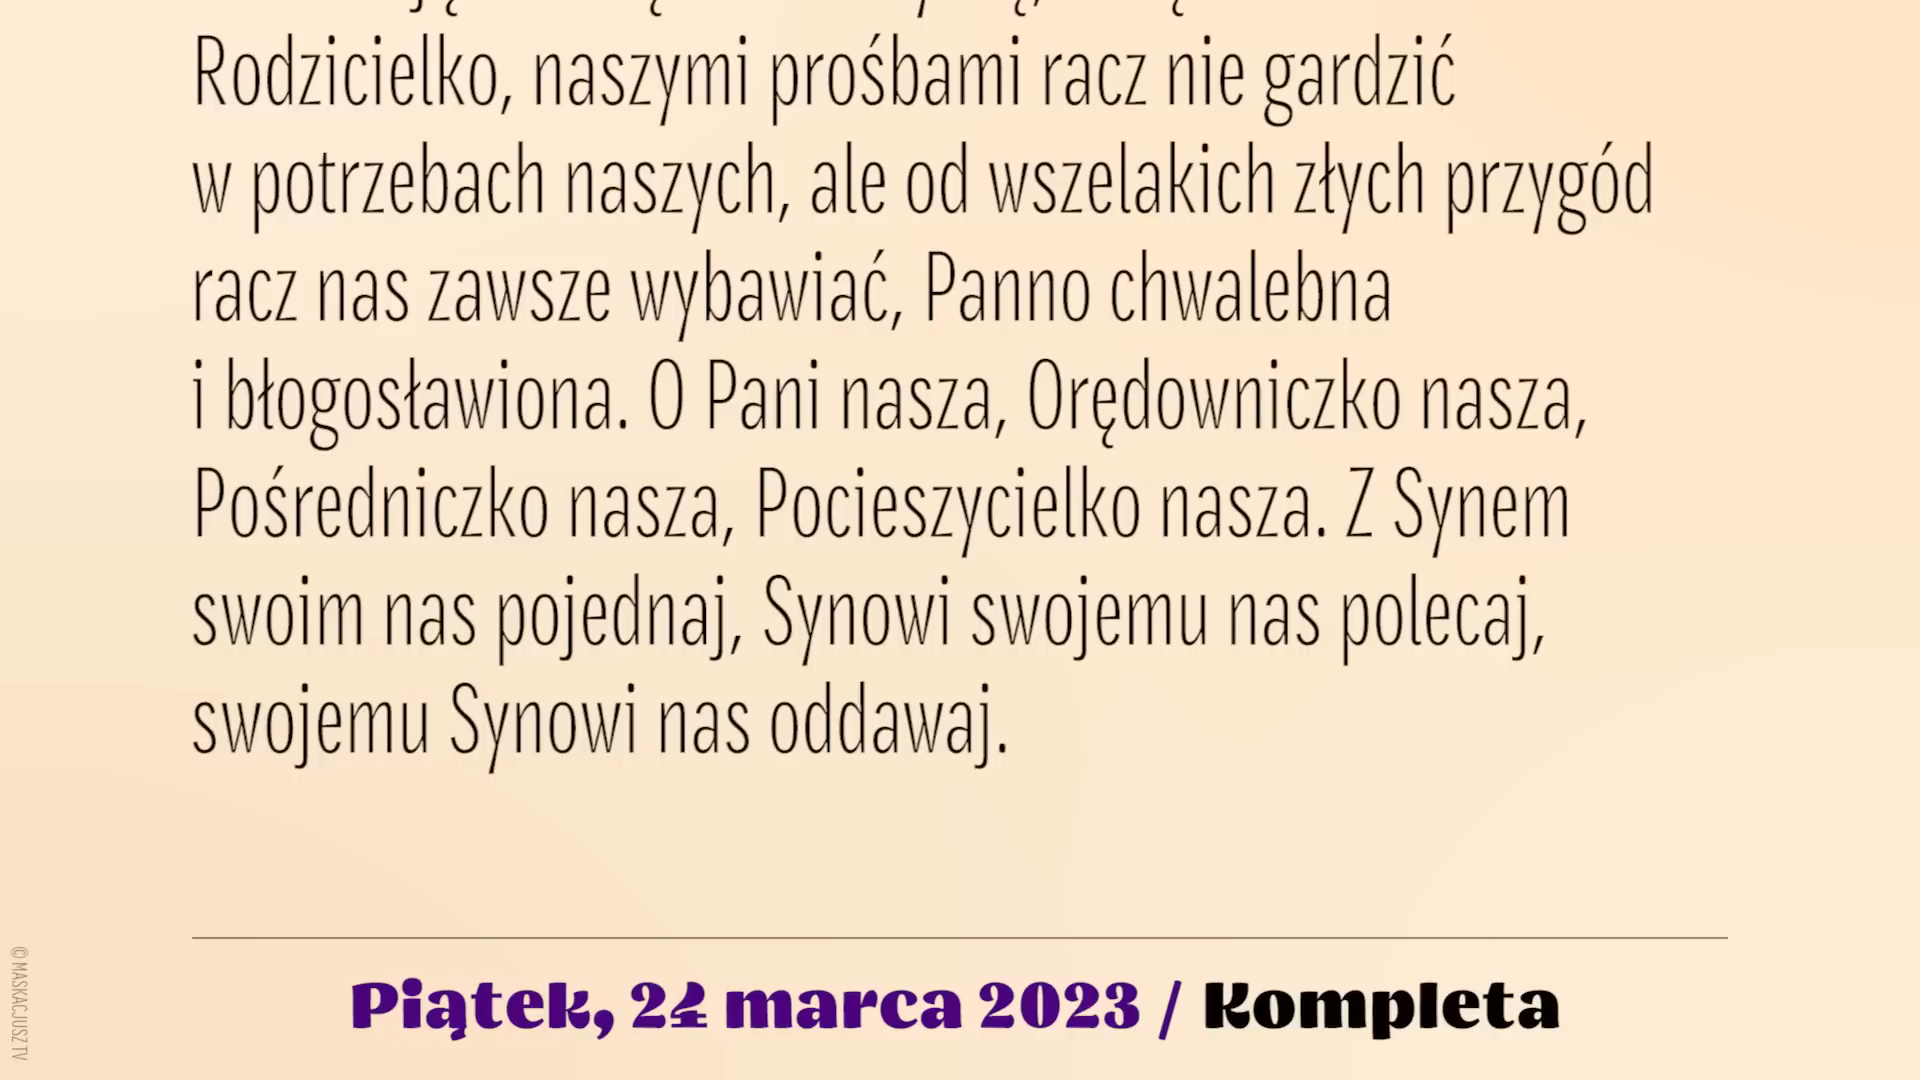 Rodzicielko, naszymi prośbami racz nie gardzić
w potrzebach naszych, ale od wszelakich złych przygód
racz nas zawsze wybawiać, Panno chwalebna
i błogosławiona. O Pani nasza, Orędowniczko nasza,
Pośredniczko nasza, Pocieszycielko nasza. Z Synem
swoim nas pojednaj, Synowi swojemu nas polecaj,
swojemu Synowi nas oddawaj.
Piątek, 24 marca 2023 / Kompleta
© MASKACJUSZ TV